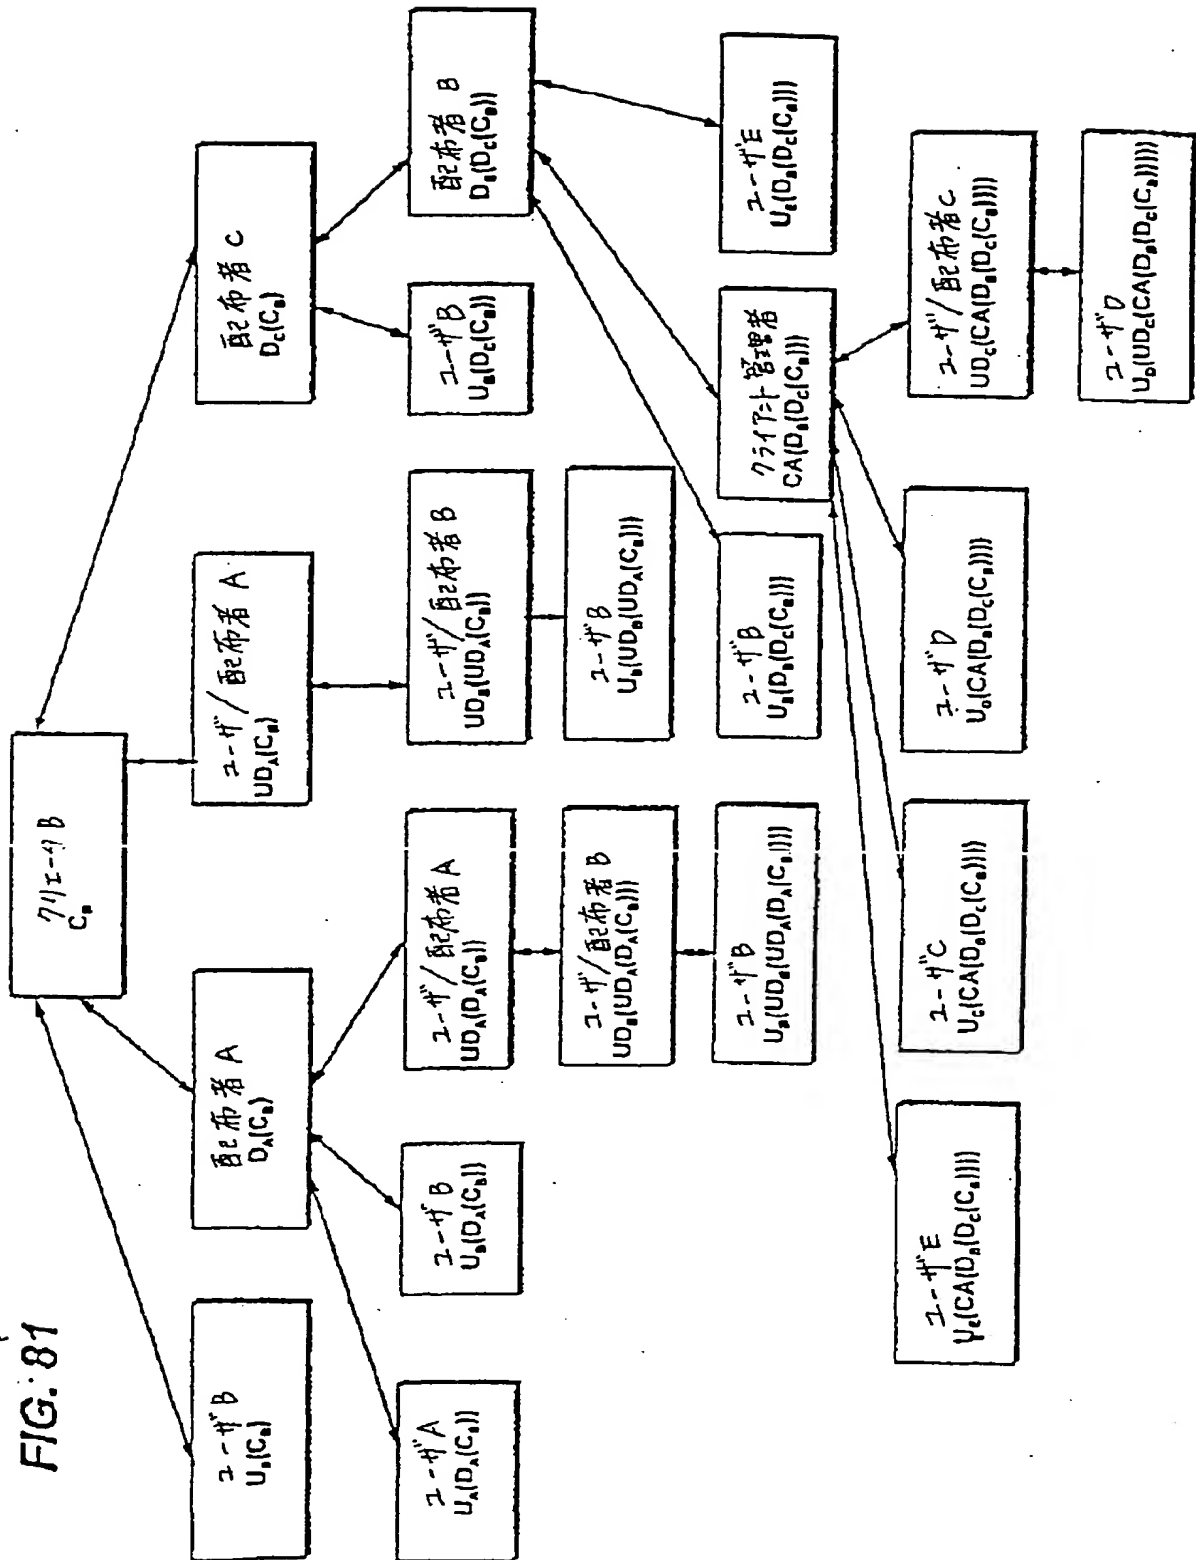 FIG. 81
クリエータB
C_B
ユーザB
U_B(C_B)
配布者 A
D_A(C_B)
ユーザ/配布者 A
UD_A(C_B)
配布者 C
D_C(C_B)
ユーザA
U_A(D_A(C_B))
ユーザB
U_B(D_A(C_B))
ユーザ/配布者 A
UD_A(D_A(C_B))
ユーザ/配布者 B
UD_B(UD_A(C_B))
ユーザB
U_B(D_C(C_B))
配布者 B
D_B(D_C(C_B))
ユーザ/配布者B
UD_B(UD_A(D_A(C_B)))
ユーザB
U_B(UD_B(UD_A(C_B)))
ユーザB
U_B(UD_B(UD_A(D_A(C_B))))
ユーザB
U_B(D_B(D_C(C_B)))
クライアント管理者
CA(D_B(D_C(C_B)))
ユーザE
U_E(D_B(D_C(C_B)))
ユーザE
U_E(CA(D_B(D_C(C_B))))
ユーザC
U_C(CA(D_B(D_C(C_B))))
ユーザD
U_D(CA(D_B(D_C(C_B))))
ユーザ/配布者C
UD_C(CA(D_B(D_C(C_B))))
ユーザD
U_D(UD_C(CA(D_B(D_C(C_B)))))